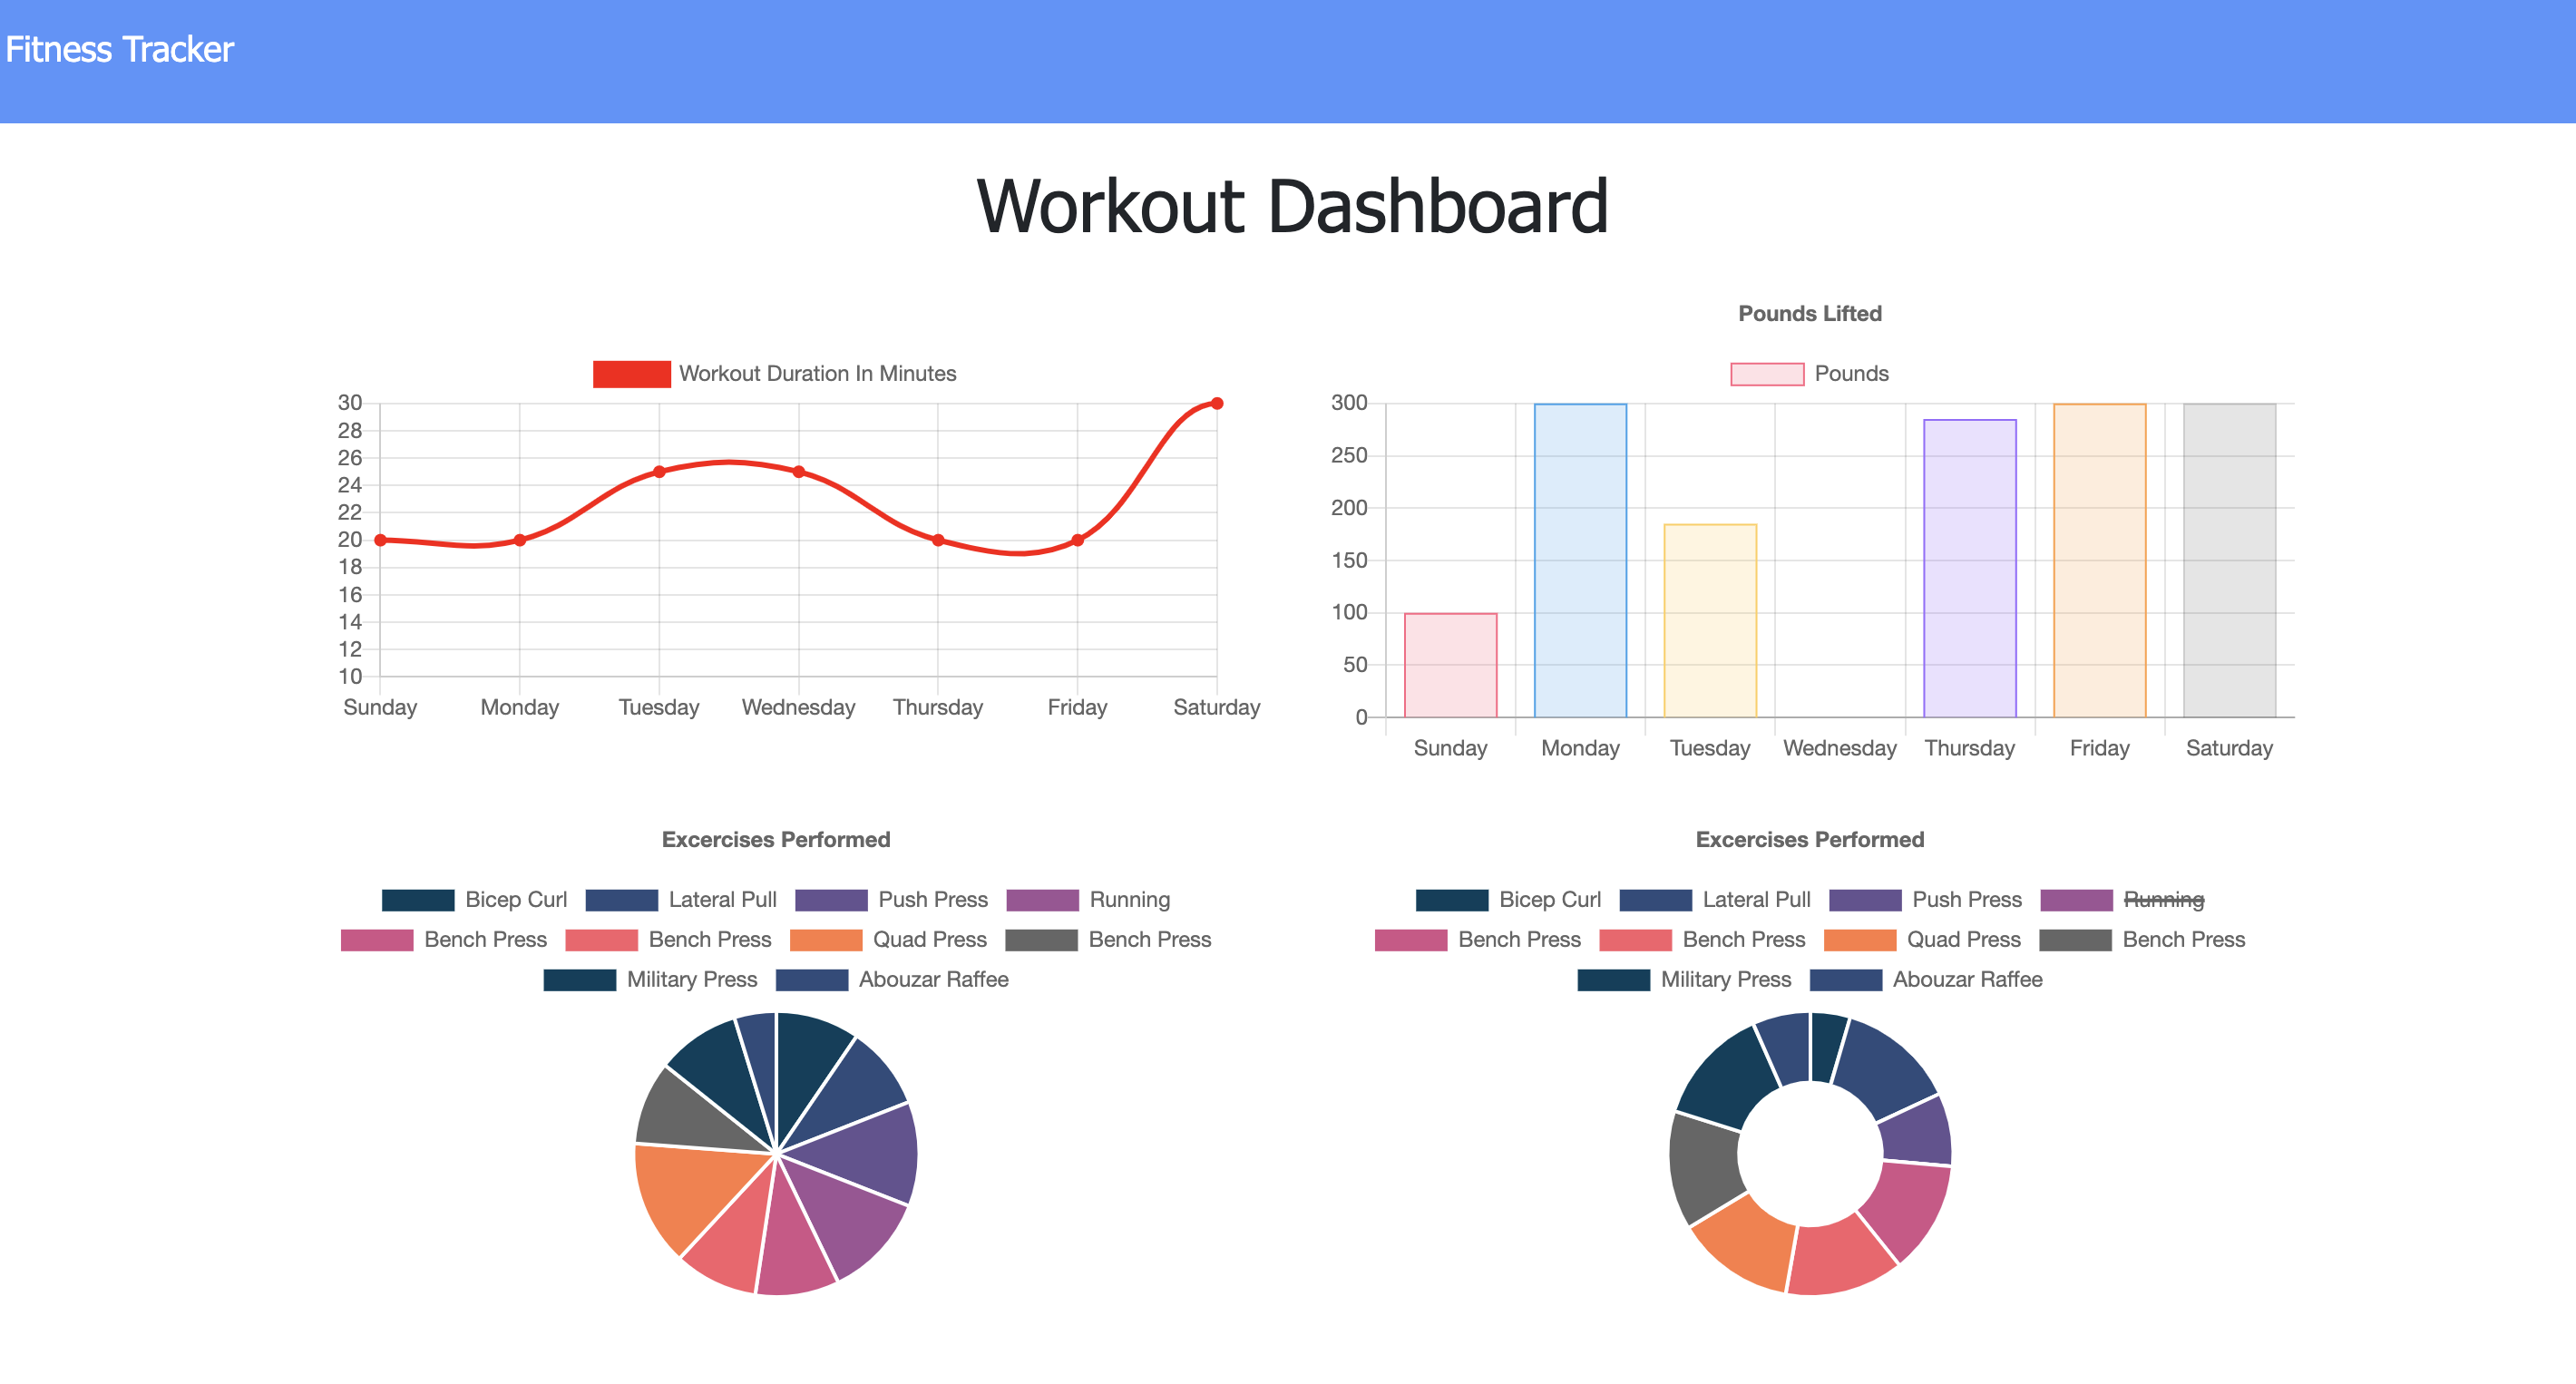 Fitness Tracker
Workout Dashboard
Workout Duration In Minutes
30
28
26
24
22
20
18
16
14
12
10
Sunday Monday Tuesday Wednesday Thursday Friday Saturday
Pounds Lifted
Pounds
300
250
200
150
100
50
0
Sunday Monday Tuesday Wednesday Thursday Friday Saturday
Excercises Performed
Bicep Curl Lateral Pull Push Press Running
Bench Press Bench Press Quad Press Bench Press
Military Press Abouzar Raffee
Excercises Performed
Bicep Curl Lateral Pull Push Press Running
Bench Press Bench Press Quad Press Bench Press
Military Press Abouzar Raffee